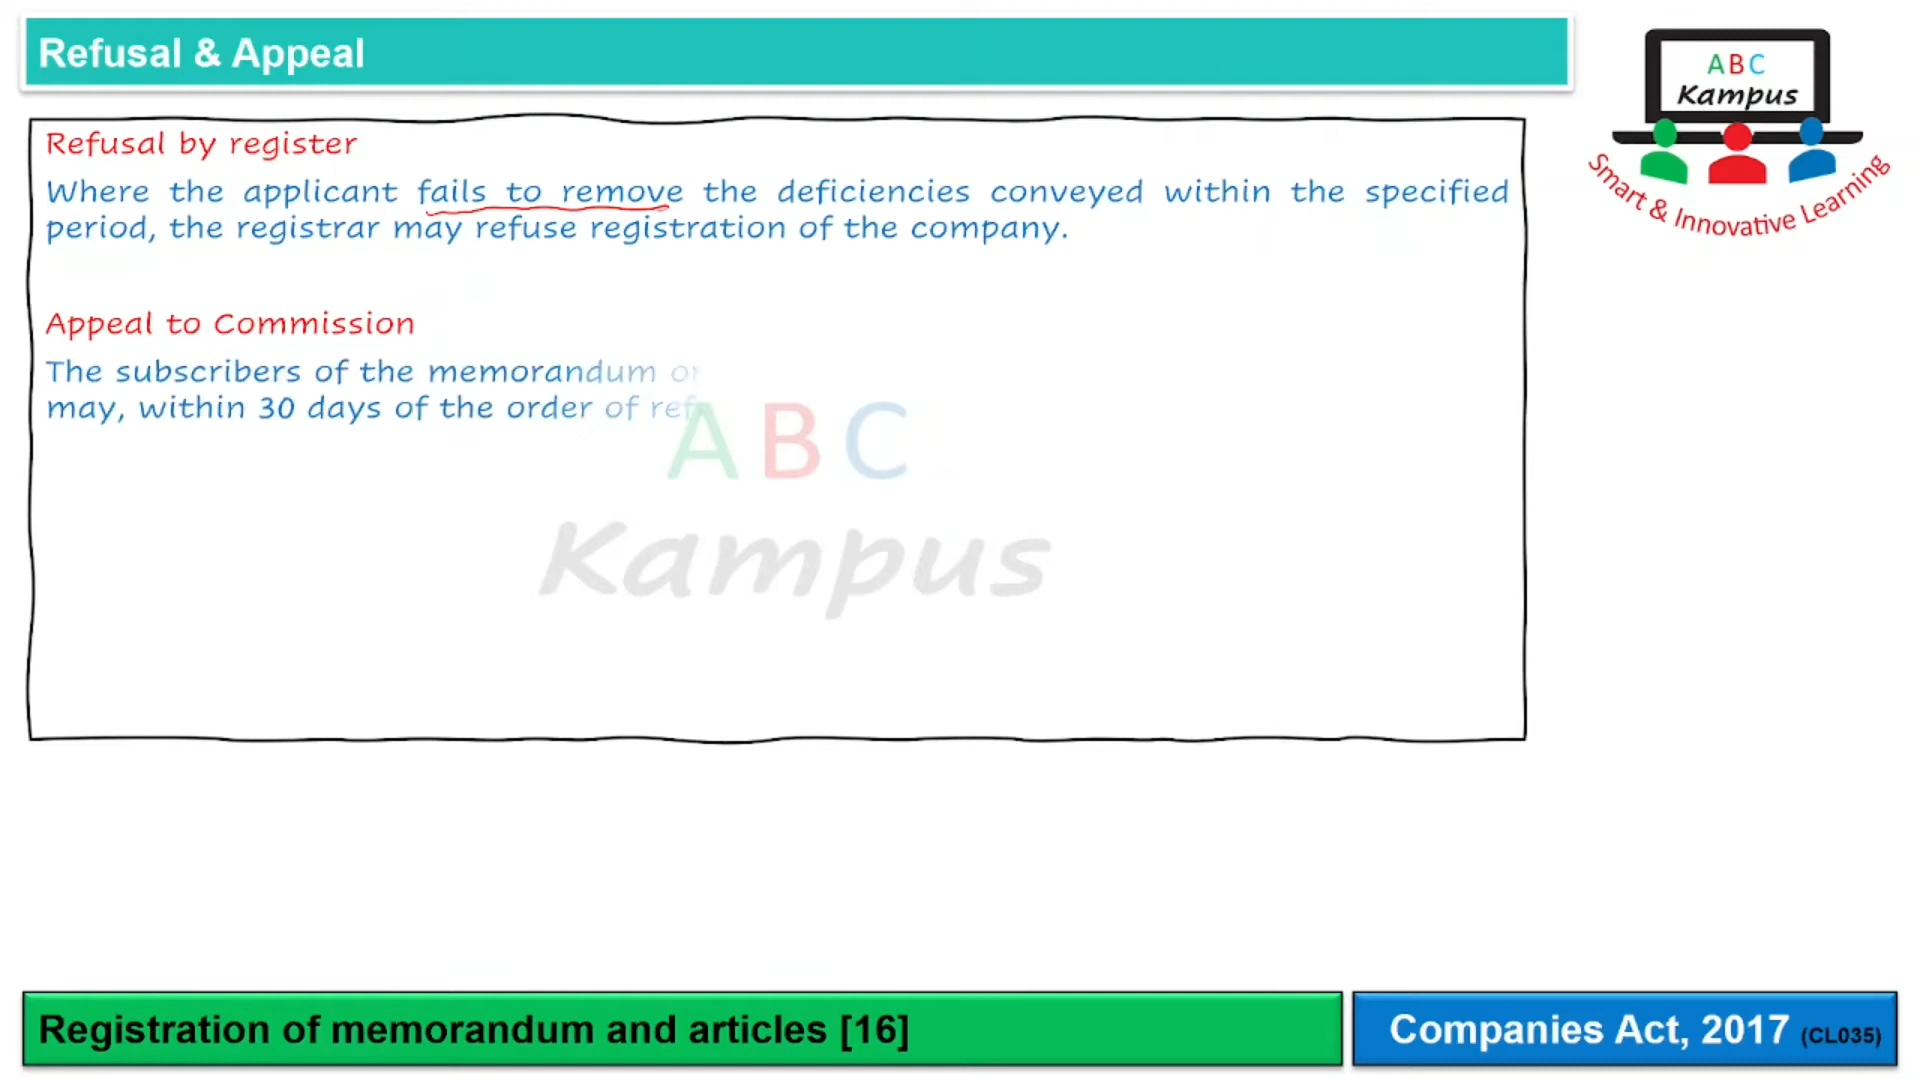 Refusal & Appeal
ABC
Kampus
Smart & Innovative Learning
Refusal by register
Where the applicant fails to remove the deficiencies conveyed within the specified
period, the registrar may refuse registration of the company.
Appeal to Commission
The subscribers of the memorandum or
may, within 30 days of the order of ref
ABC
Kampus
Registration of memorandum and articles [16]
Companies Act, 2017 (CL035)